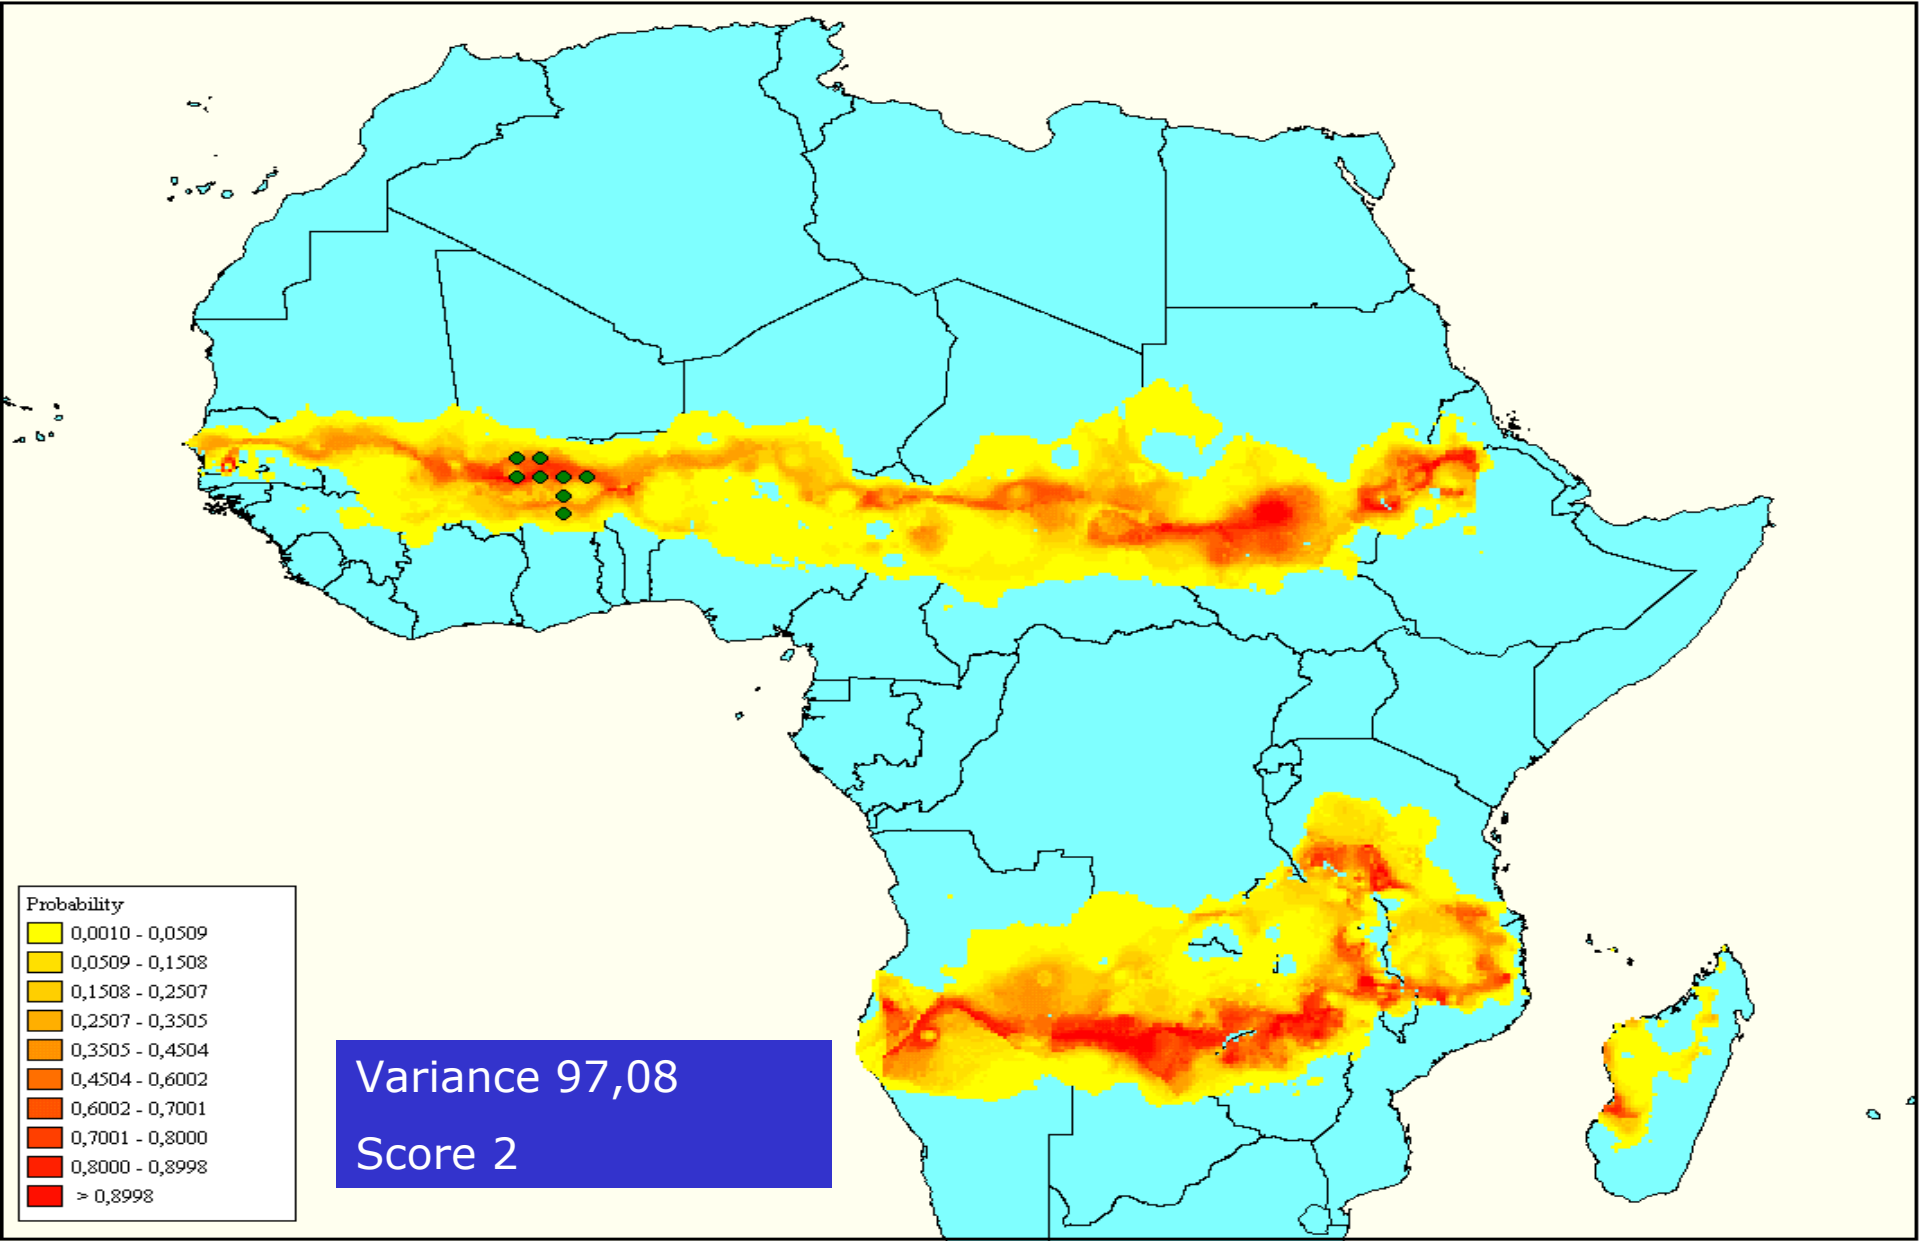 Probability
0,0010 - 0,0509
0,0509 - 0,1508
0,1508 - 0,2507
0,2507 - 0,3505
0,3505 - 0,4504
0,4504 - 0,6002
0,6002 - 0,7001
0,7001 - 0,8000
0,8000 - 0,8998
> 0,8998
Variance 97,08
Score 2